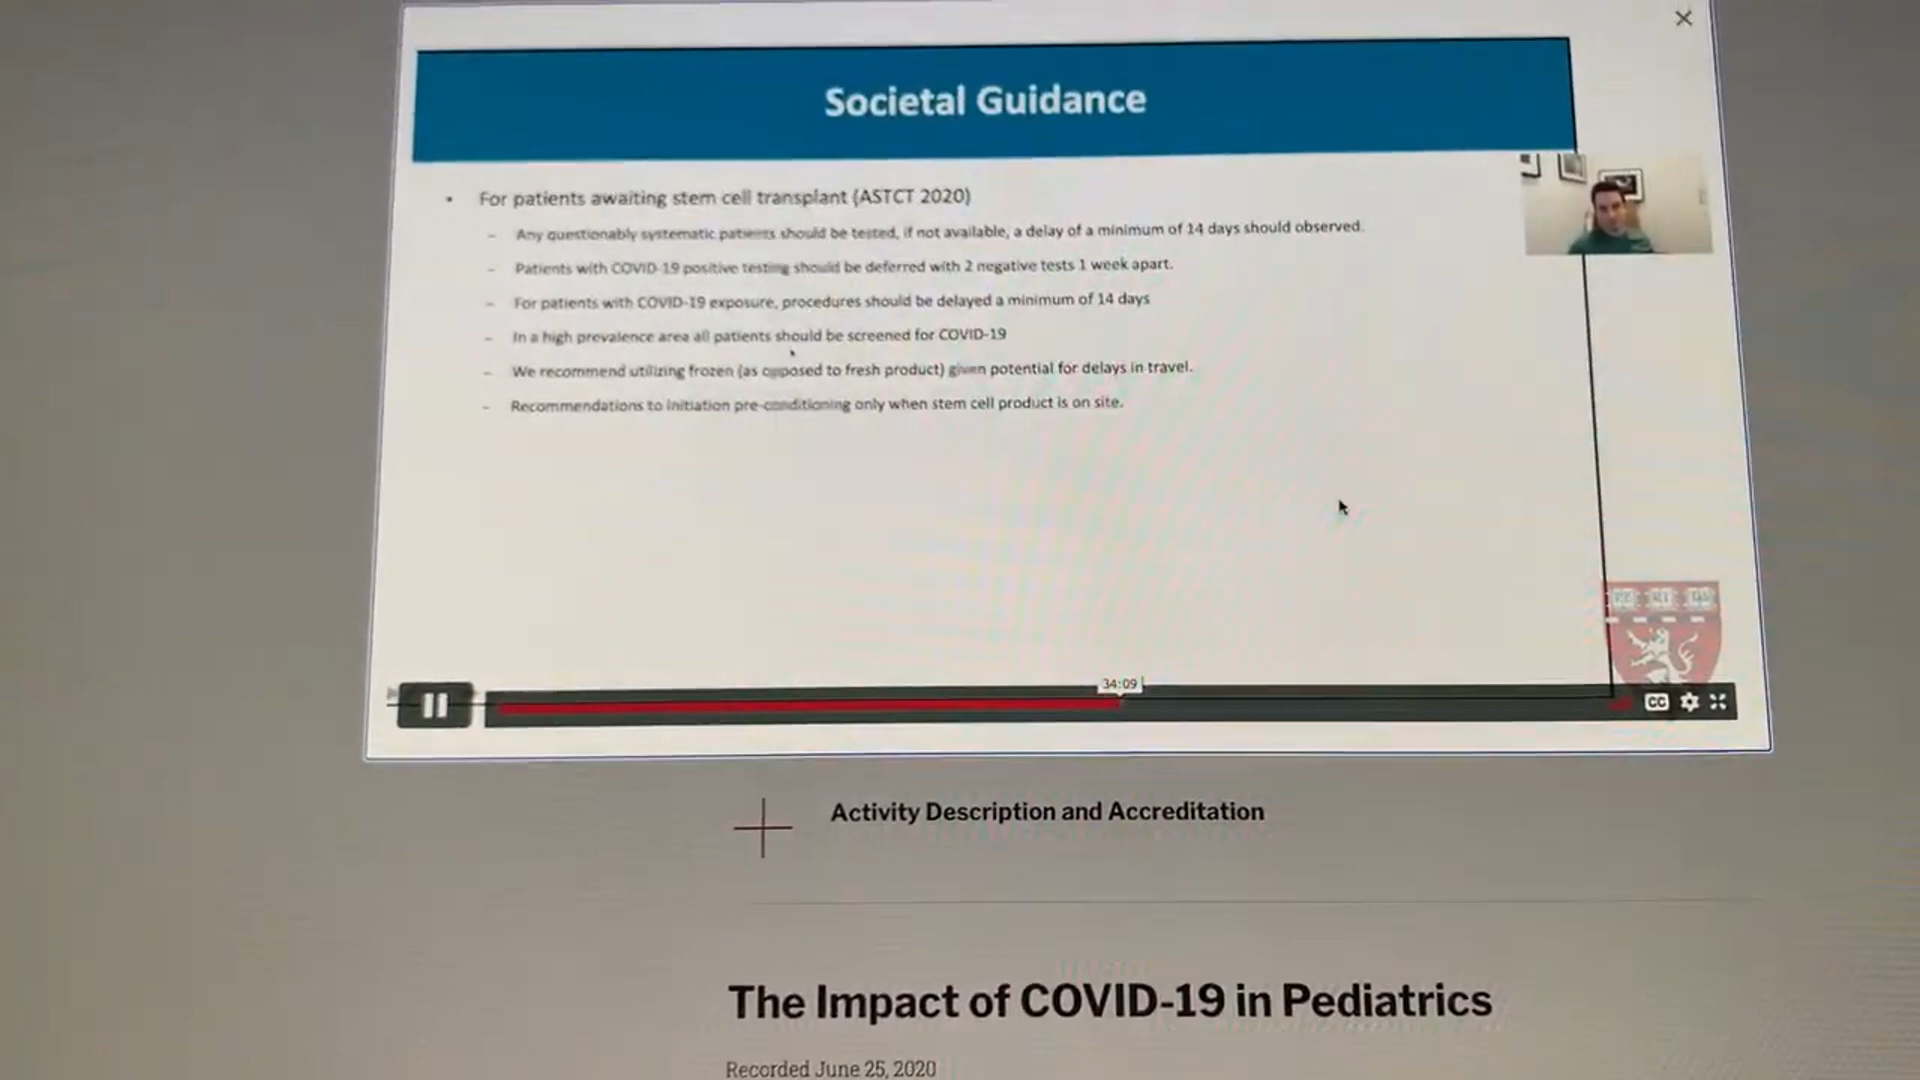 Societal Guidance
• For patients awaiting stem cell transplant (ASTCT 2020)
– Any questionably systematic patients should be tested, if not available, a delay of a minimum of 14 days should observed.
– Patients with COVID-19 positive testing should be deferred with 2 negative tests 1 week apart.
– For patients with COVID-19 exposure, procedures should be delayed a minimum of 14 days
– In a high prevalence area all patients should be screened for COVID-19
– We recommend utilizing frozen (as opposed to fresh product) given potential for delays in travel.
– Recommendations to initiation pre-conditioning only when stem cell product is on site.
VE RI TAS
34:09
CC
Activity Description and Accreditation
The Impact of COVID-19 in Pediatrics
Recorded June 25, 2020